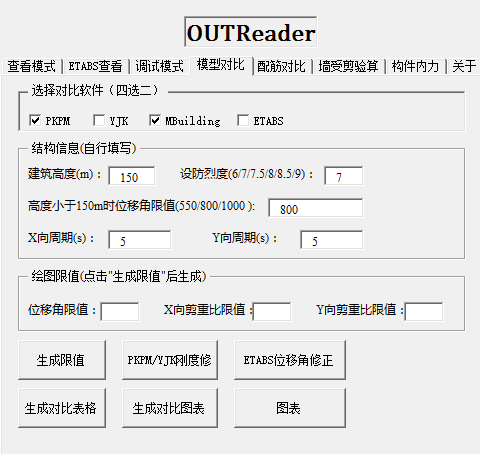 OUTReader
查看模式 ETABS查看 调试模式 模型对比 配筋对比 墙受剪验算 构件内力 关于
选择对比软件（四选二）
PKPM YJK MBuilding ETABS
结构信息(自行填写)
建筑高度(m)： 150 设防烈度(6/7/7.5/8/8.5/9)： 7
高度小于150m时位移角限值(550/800/1000 ): 800
X向周期(s)： 5 Y向周期(s)： 5
绘图限值(点击"生成限值"后生成)
位移角限值： X向剪重比限值： Y向剪重比限值：
生成限值 PKPM/YJK刚度修 ETABS位移角修正
生成对比表格 生成对比图表 图表